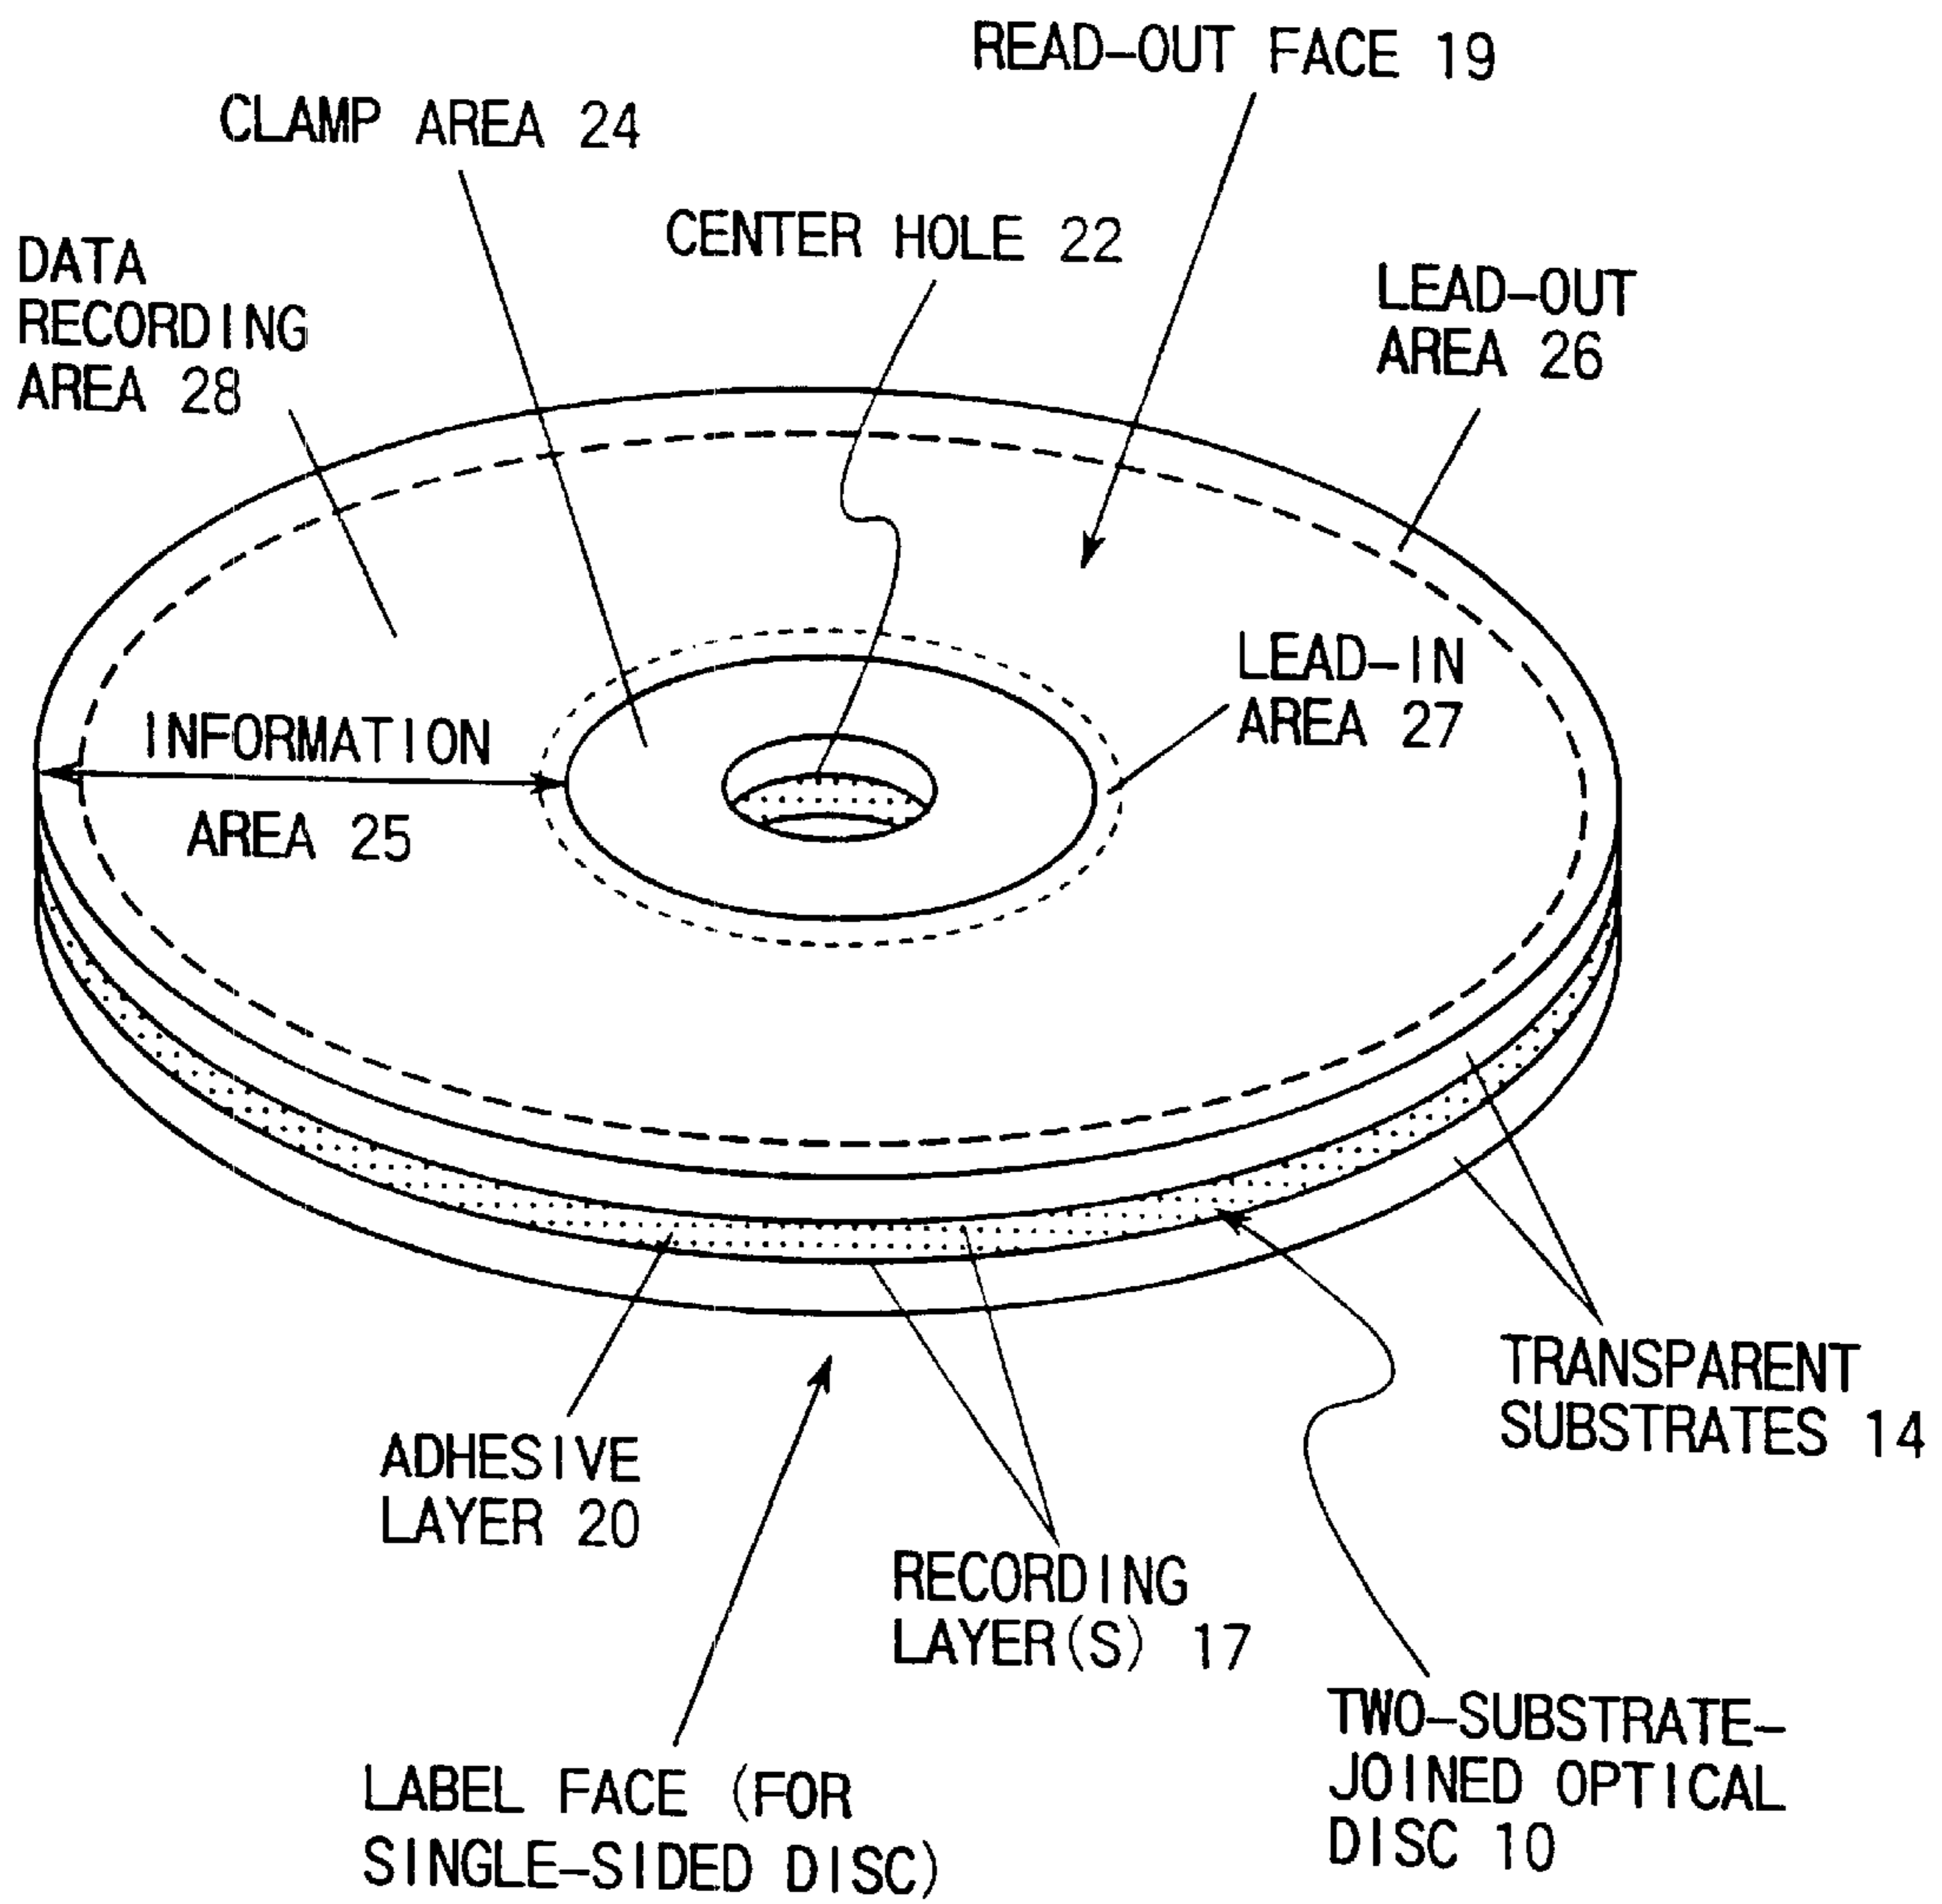 READ-OUT FACE 19
CLAMP AREA 24
CENTER HOLE 22
DATA
RECORDING
AREA 28
LEAD-OUT
AREA 26
LEAD-IN
AREA 27
INFORMATION
AREA 25
TRANSPARENT
SUBSTRATES 14
ADHESIVE
LAYER 20
RECORDING
LAYER(S) 17
TWO-SUBSTRATE-
JOINED OPTICAL
DISC 10
LABEL FACE (FOR
SINGLE-SIDED DISC)